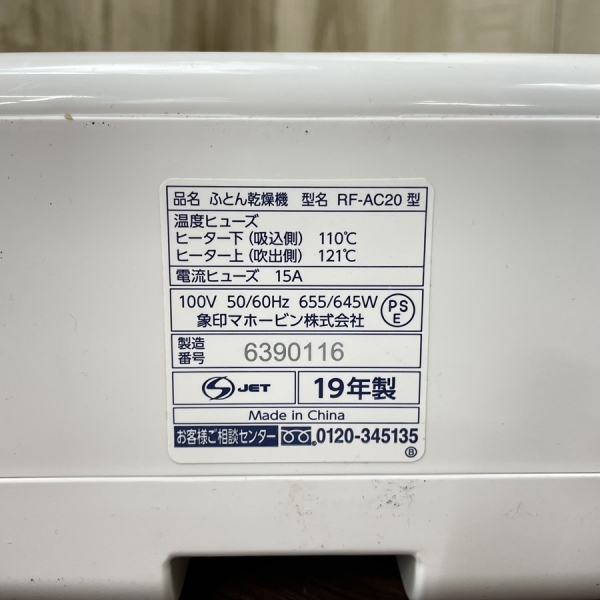 品名 ふとん乾燥機 型名 RF-AC20 型
温度ヒューズ
ヒーター下（吸込側） 110℃
ヒーター上（吹出側） 121℃
電流ヒューズ 15A
100V 50/60Hz 655/645W
象印マホービン株式会社
PS
E
製造
番号 6390116
S JET 19年製
Made in China
お客様ご相談センター 0120-345135
Ⓑ